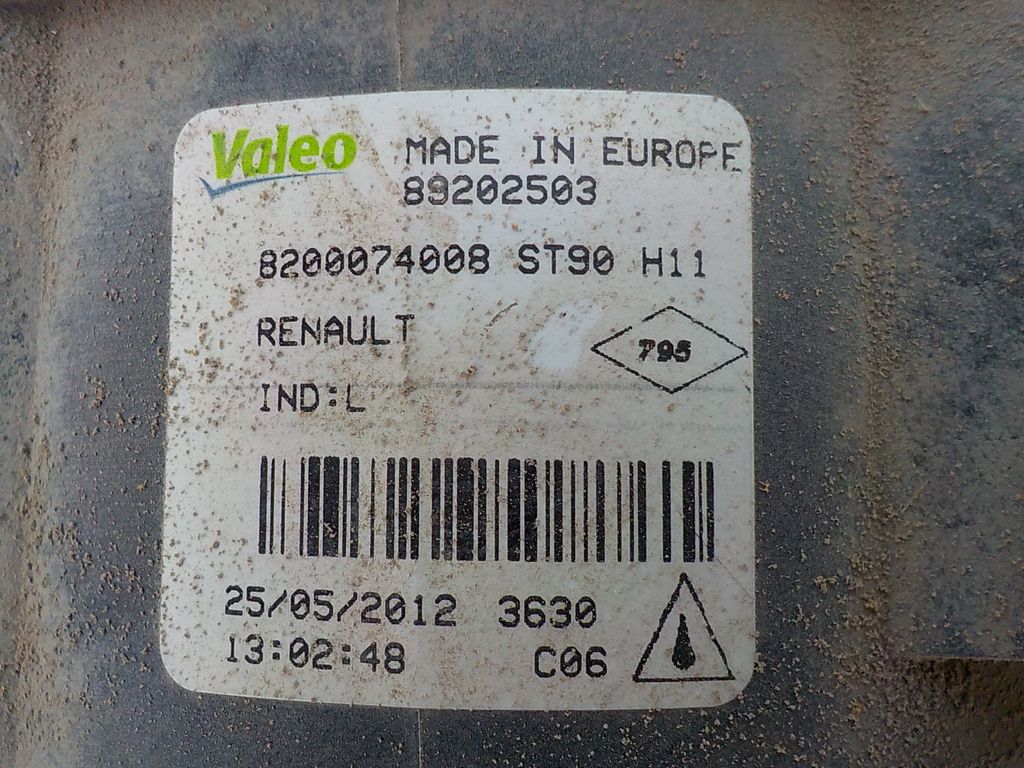 Valeo MADE IN EUROPE
89202503
8200074008 ST90 H11
RENAULT
795
IND:L
25/05/2012 3630
13:02:48 C06